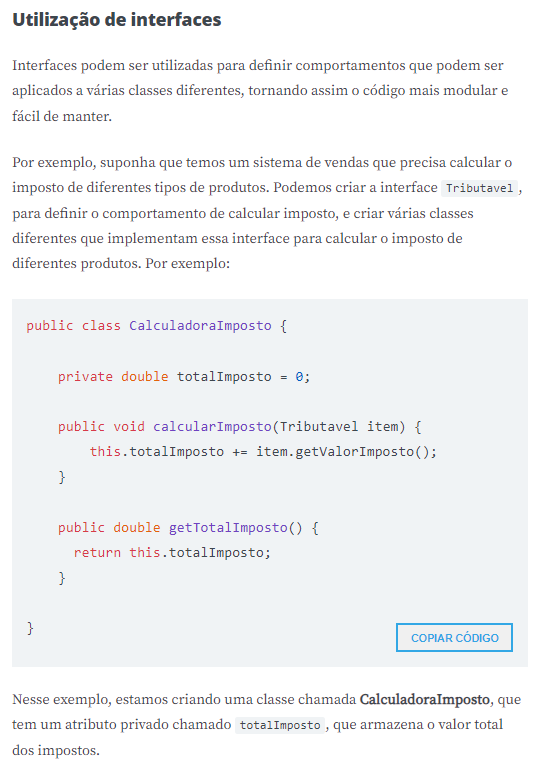 Utilização de interfaces
Interfaces podem ser utilizadas para definir comportamentos que podem ser
aplicados a várias classes diferentes, tornando assim o código mais modular e
fácil de manter.
Por exemplo, suponha que temos um sistema de vendas que precisa calcular o
imposto de diferentes tipos de produtos. Podemos criar a interface Tributavel,
para definir o comportamento de calcular imposto, e criar várias classes
diferentes que implementam essa interface para calcular o imposto de
diferentes produtos. Por exemplo:
public class CalculadoraImposto {
    private double totalImposto = 0;
    public void calcularImposto(Tributavel item) {
        this.totalImposto += item.getValorImposto();
    }
    public double getTotalImposto() {
      return this.totalImposto;
    }
}
COPIAR CÓDIGO
Nesse exemplo, estamos criando uma classe chamada CalculadoraImposto, que
tem um atributo privado chamado totalImposto, que armazena o valor total
dos impostos.